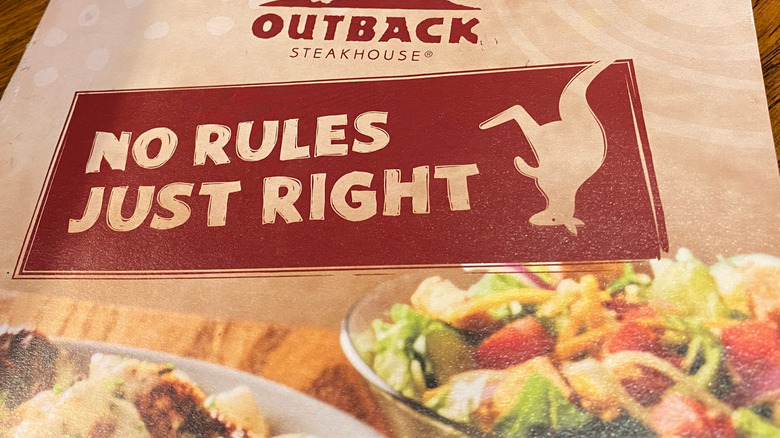 OUTBACK
STEAKHOUSE®
NO RULES
JUST RIGHT